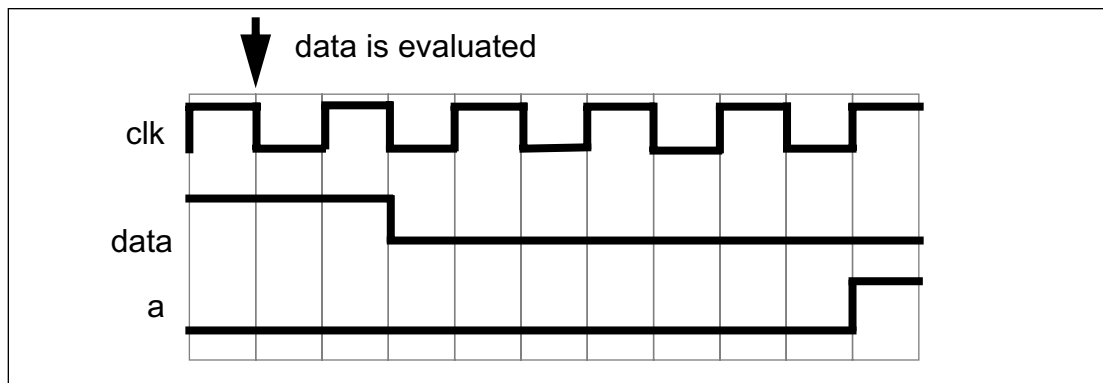 data is evaluated
clk
data
a